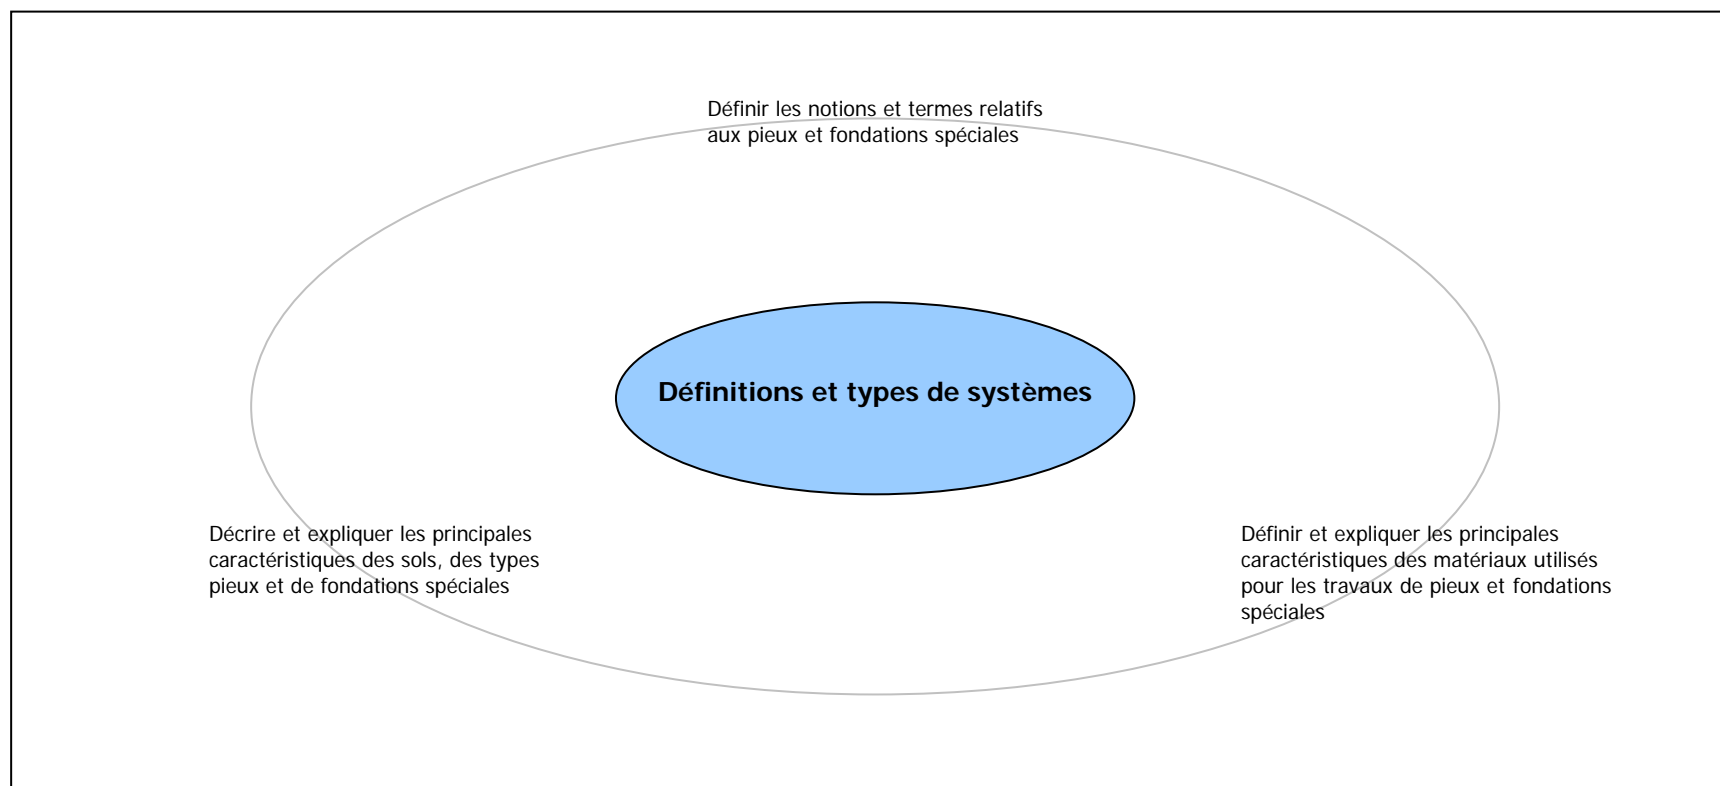 Définir les notions et termes relatifs
aux pieux et fondations spéciales
Définitions et types de systèmes
Décrire et expliquer les principales
caractéristiques des sols, des types
pieux et de fondations spéciales
Définir et expliquer les principales
caractéristiques des matériaux utilisés
pour les travaux de pieux et fondations
spéciales